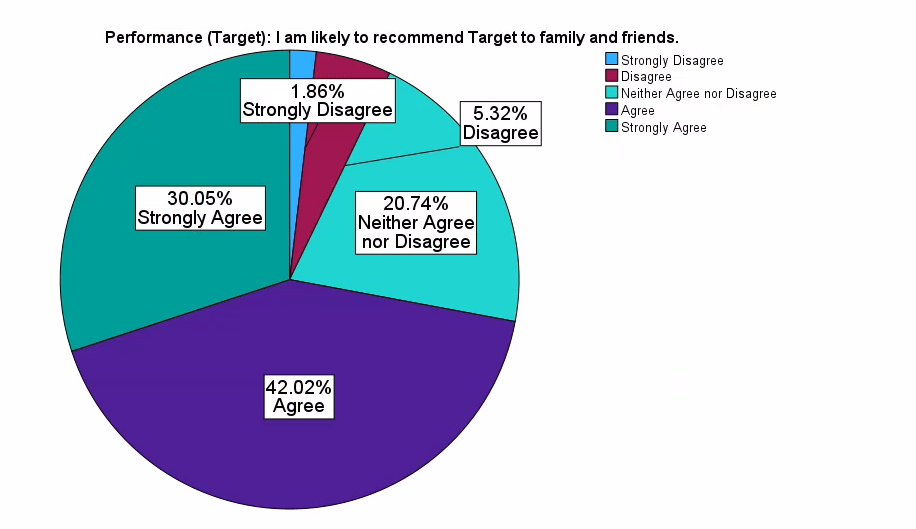 Performance (Target): I am likely to recommend Target to family and friends.
Strongly Disagree
Disagree
Neither Agree nor Disagree
Agree
Strongly Agree
1.86%
Strongly Disagree
5.32%
Disagree
30.05%
Strongly Agree
20.74%
Neither Agree
nor Disagree
42.02%
Agree